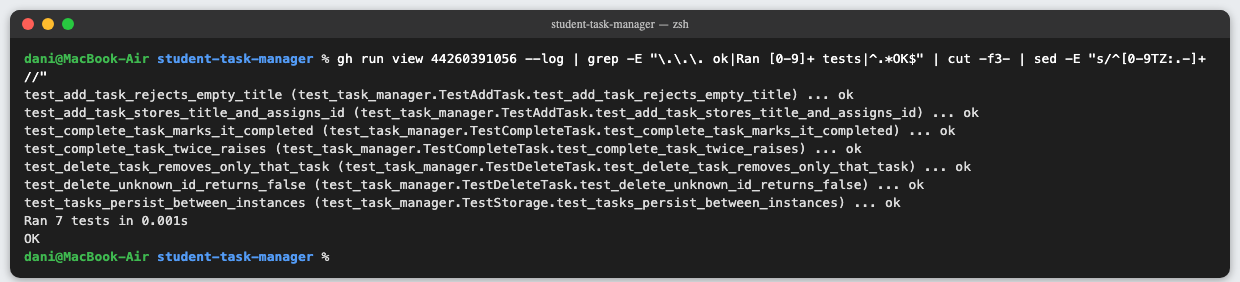 student-task-manager — zsh
dani@MacBook-Air student-task-manager % gh run view 44260391056 --log | grep -E "\.\.\. ok|Ran [0-9]+ tests|^.*OK$" | cut -f3- | sed -E "s/^[0-9TZ:.-]+
//"
test_add_task_rejects_empty_title (test_task_manager.TestAddTask.test_add_task_rejects_empty_title) ... ok
test_add_task_stores_title_and_assigns_id (test_task_manager.TestAddTask.test_add_task_stores_title_and_assigns_id) ... ok
test_complete_task_marks_it_completed (test_task_manager.TestCompleteTask.test_complete_task_marks_it_completed) ... ok
test_complete_task_twice_raises (test_task_manager.TestCompleteTask.test_complete_task_twice_raises) ... ok
test_delete_task_removes_only_that_task (test_task_manager.TestDeleteTask.test_delete_task_removes_only_that_task) ... ok
test_delete_unknown_id_returns_false (test_task_manager.TestDeleteTask.test_delete_unknown_id_returns_false) ... ok
test_tasks_persist_between_instances (test_task_manager.TestStorage.test_tasks_persist_between_instances) ... ok
Ran 7 tests in 0.001s
OK
dani@MacBook-Air student-task-manager %